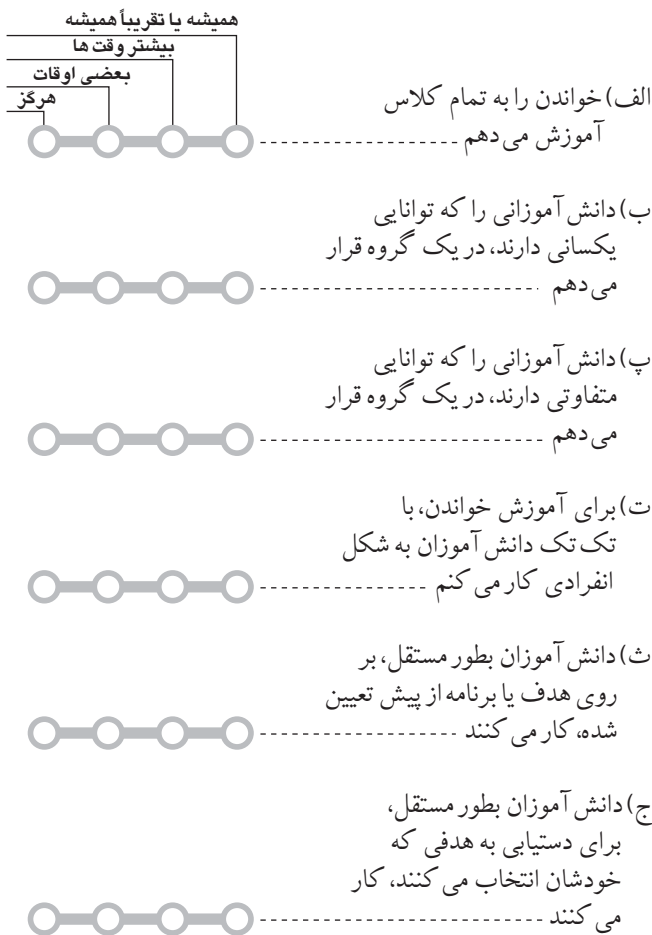 همیشه یا تقریباً همیشه
بیشتر وقت ها
بعضی اوقات
هرگز
الف) خواندن را به تمام کلاس
آموزش می دهم
ب) دانش آموزانی را که توانایی
یکسانی دارند، در یک گروه قرار
می دهم
پ) دانش آموزانی را که توانایی
متفاوتی دارند، در یک گروه قرار
می دهم
ت) برای آموزش خواندن، با
تک تک دانش آموزان به شکل
انفرادی کار می کنم
ث) دانش آموزان بطور مستقل، بر
روی هدف یا برنامه از پیش تعیین
شده، کار می کنند
ج) دانش آموزان بطور مستقل،
برای دستیابی به هدفی که
خودشان انتخاب می کنند، کار
می کنند